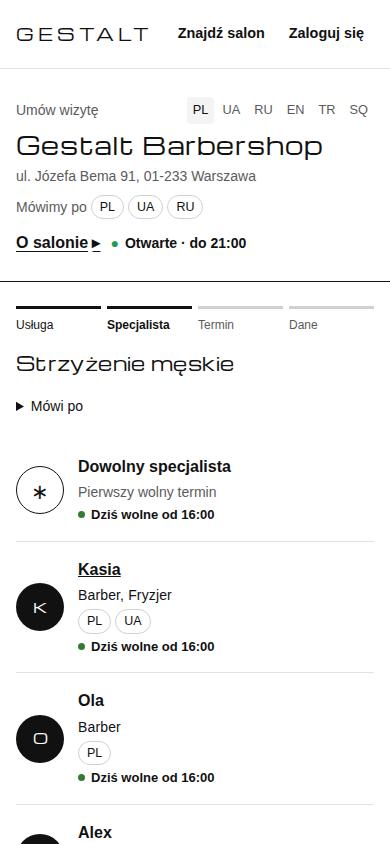 GESTALT Znajdź salon Zaloguj się
Umów wizytę PL UA RU EN TR SQ
Gestalt Barbershop
ul. Józefa Bema 91, 01-233 Warszawa
Mówimy po PL UA RU
O salonie ▶ ● Otwarte · do 21:00
Usługa Specjalista Termin Dane
Strzyżenie męskie
▶ Mówi po
Dowolny specjalista
Pierwszy wolny termin
Dziś wolne od 16:00
Kasia
K
Barber, Fryzjer
PL UA
Dziś wolne od 16:00
Ola
O
Barber
PL
Dziś wolne od 16:00
Alex